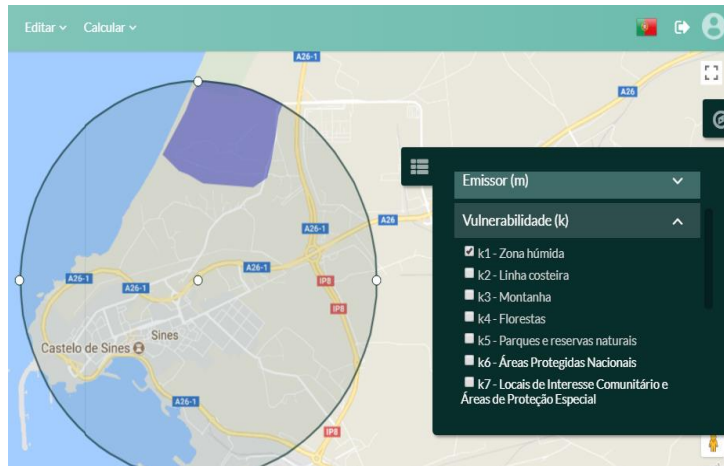 Editar Calcular
A26-1
A26
Emissor (m)
Vulnerabilidade (k)
k1 - Zona húmida
k2 - Linha costeira
k3 - Montanha
k4 - Florestas
k5 - Parques e reservas naturais
k6 - Áreas Protegidas Nacionais
k7 - Locais de Interesse Comunitário e
Áreas de Proteção Especial
A26
A26-1
A26-1
A26-1
A26-1
IP8
IP8
Sines
Castelo de Sines
A26-1
IP8